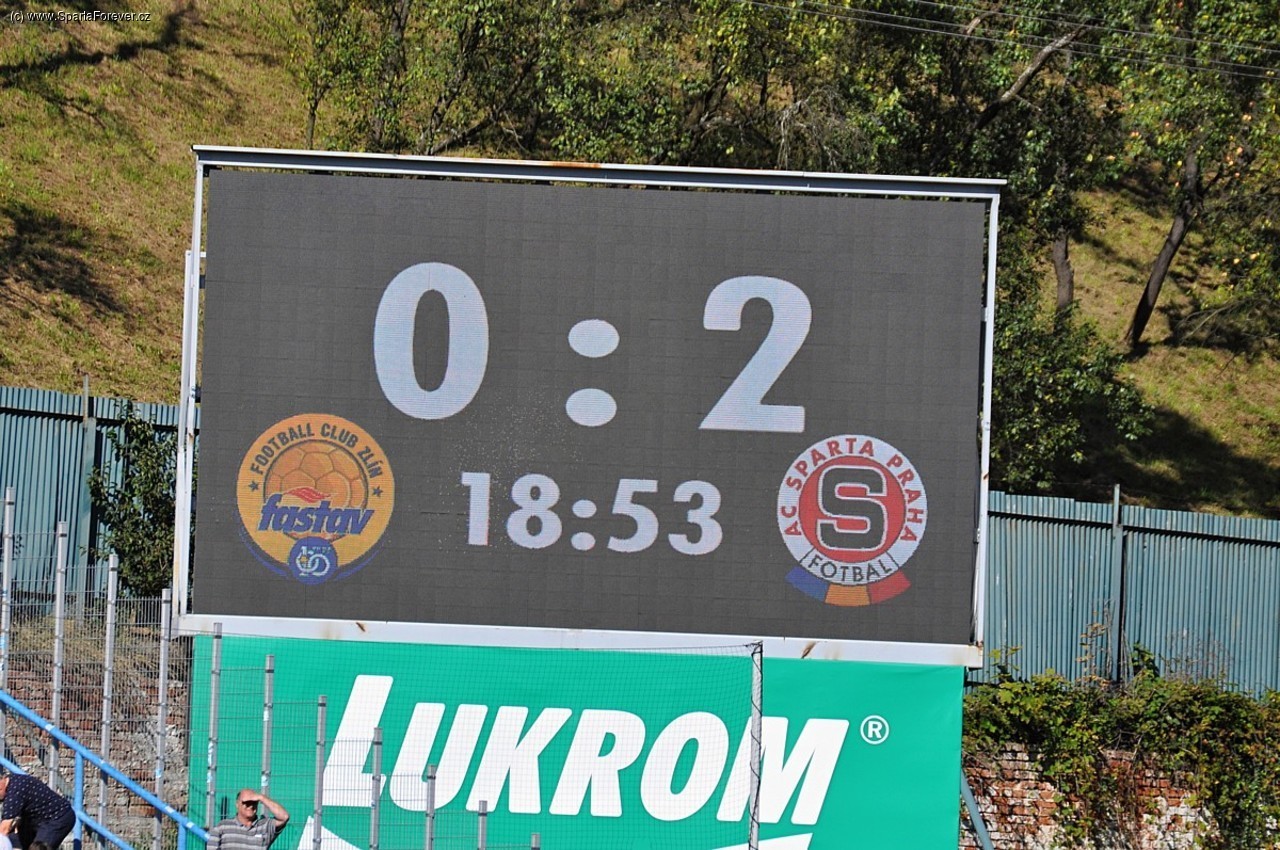 (c) www.SpartaForever.cz
0 : 2
18:53
FOOTBALL CLUB ZLÍN
fastav
AC SPARTA PRAHA
S
FOTBAL
LUKROM®